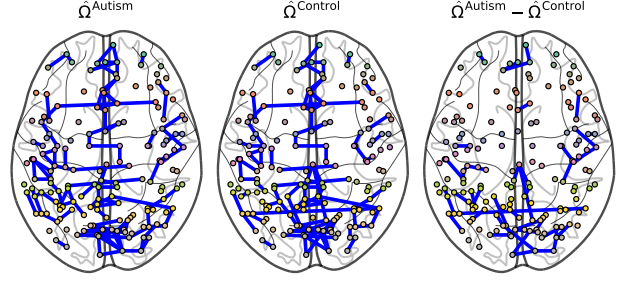 Ω̂^Autism
Ω̂^Control
Ω̂^Autism − Ω̂^Control